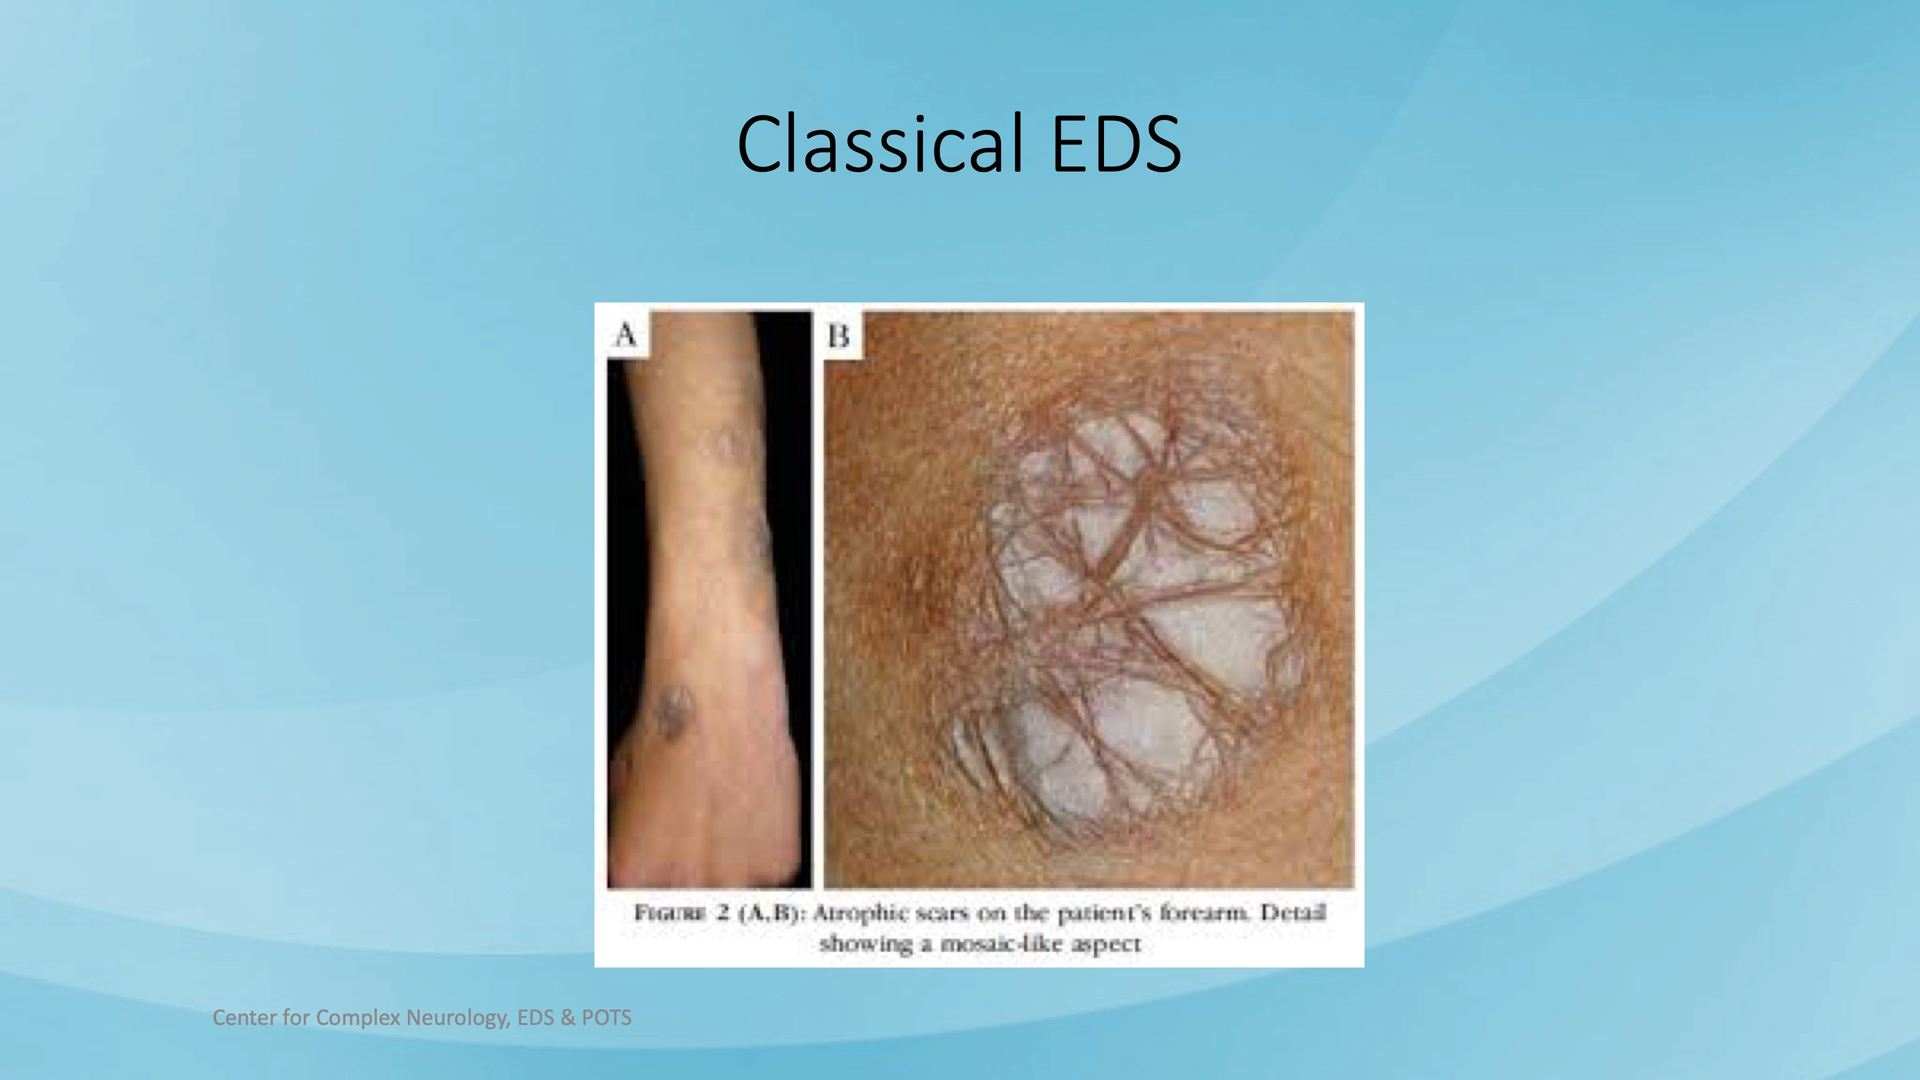 Classical EDS
A
B
FIGURE 2 (A,B): Atrophic scars on the patient's forearm. Detail
showing a mosaic-like aspect
Center for Complex Neurology, EDS & POTS